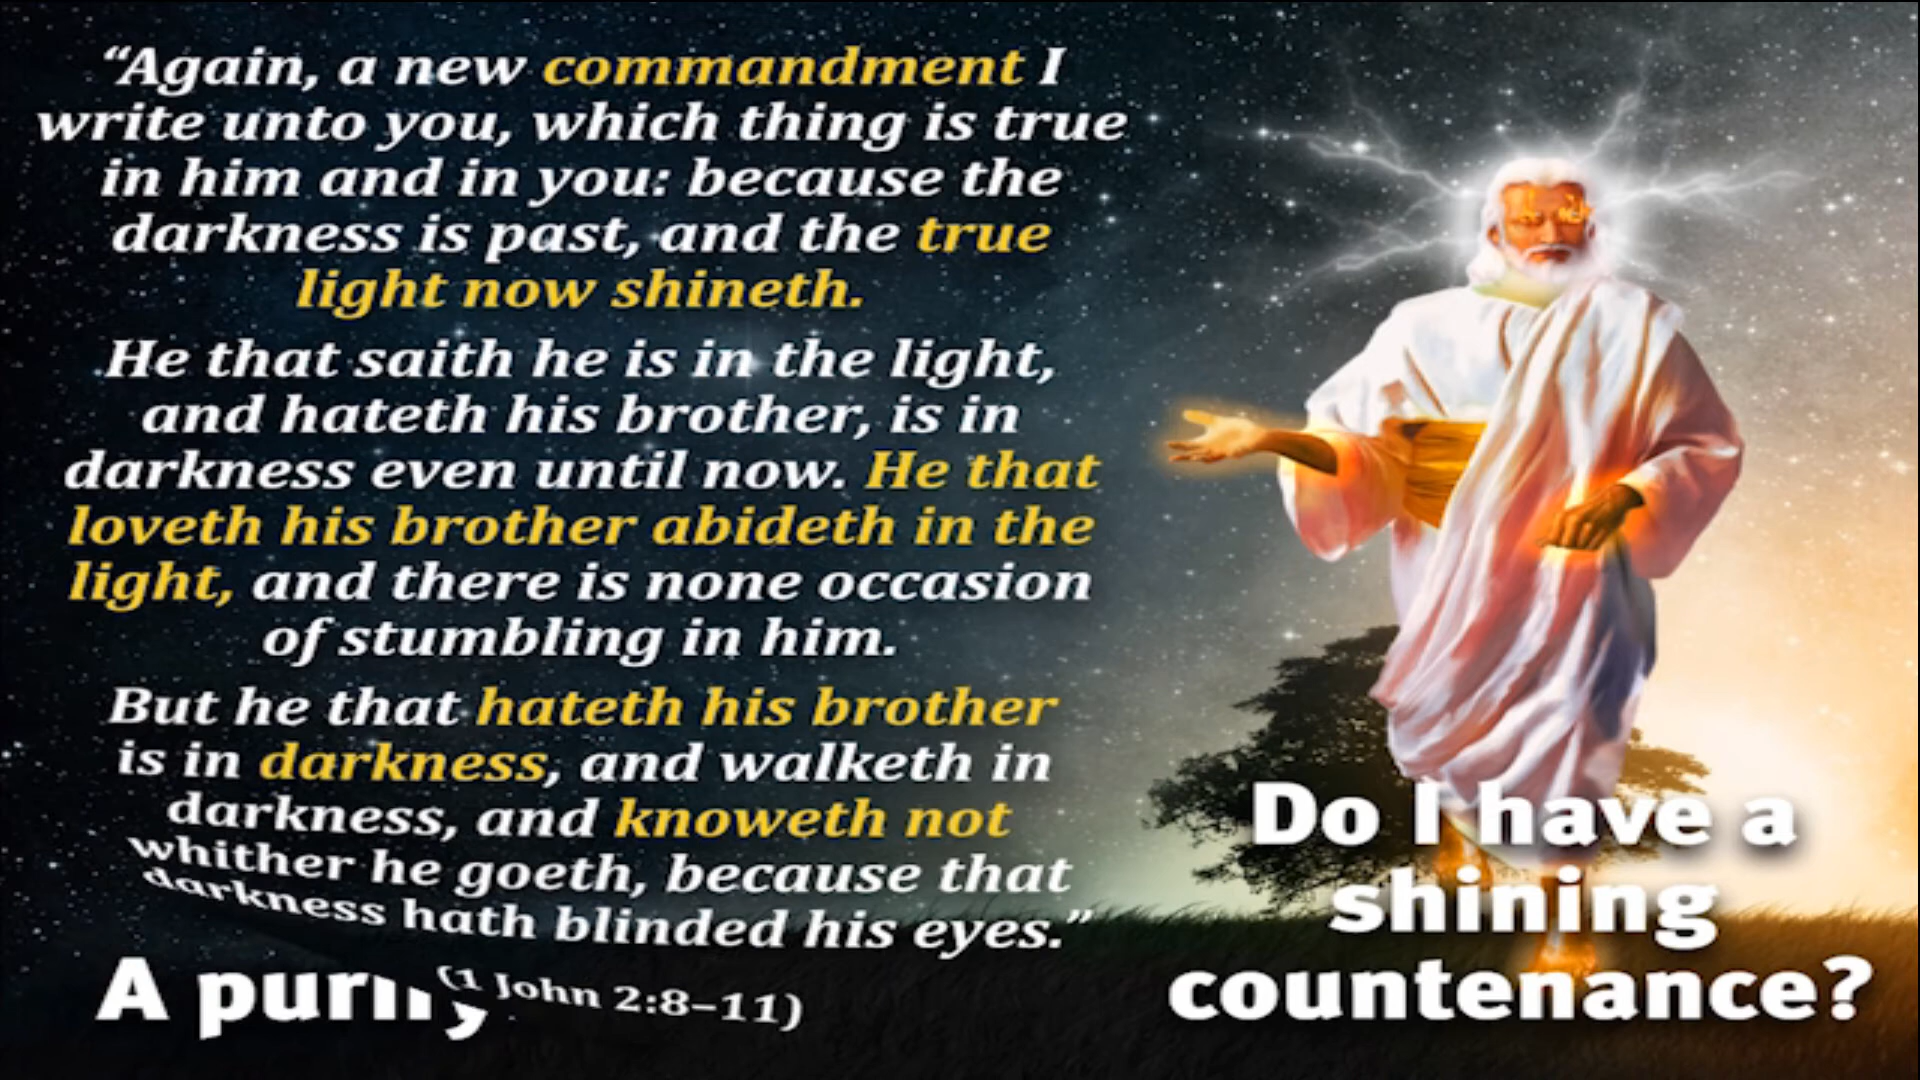 “Again, a new commandment I
write unto you, which thing is true
in him and in you: because the
darkness is past, and the true
light now shineth.
He that saith he is in the light,
and hateth his brother, is in
darkness even until now. He that
loveth his brother abideth in the
light, and there is none occasion
of stumbling in him.
But he that hateth his brother
is in darkness, and walketh in
darkness, and knoweth not
whither he goeth, because that
darkness hath blinded his eyes.”
(1 John 2:8–11)
A
Do I have a
shining
countenance?